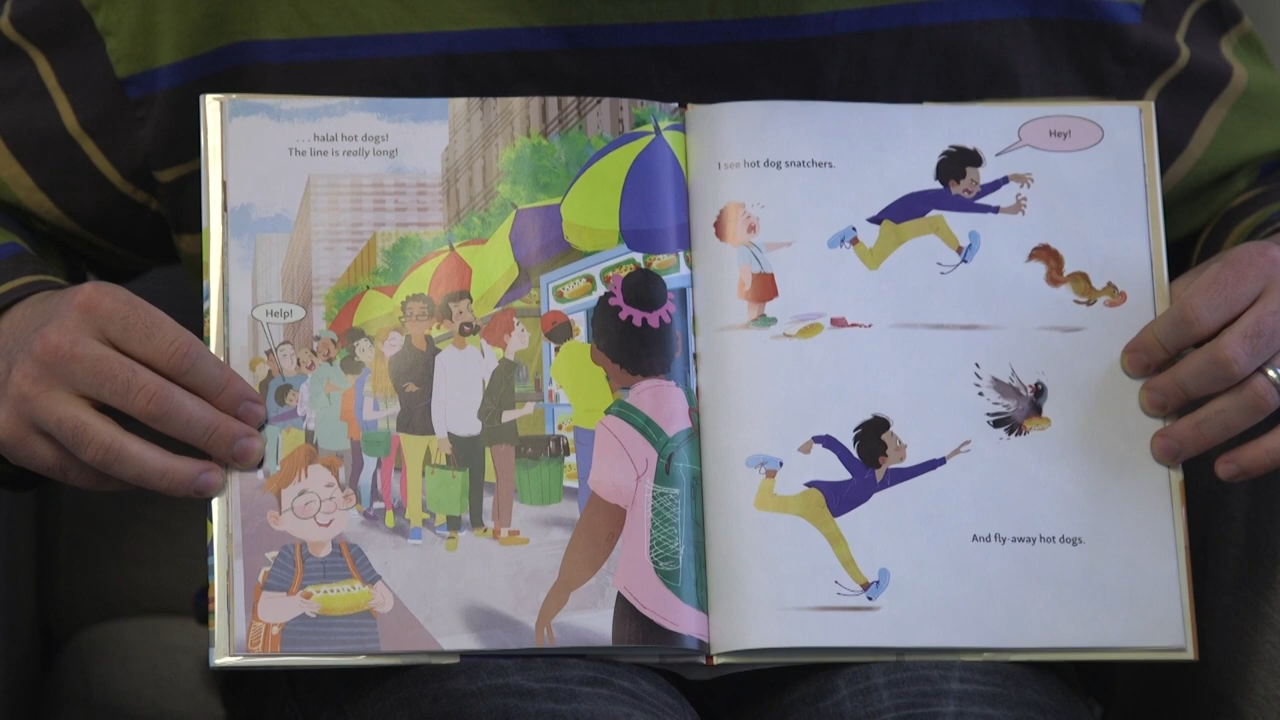 . . . halal hot dogs!
The line is really long!
Help!
I see hot dog snatchers.
Hey!
And fly-away hot dogs.